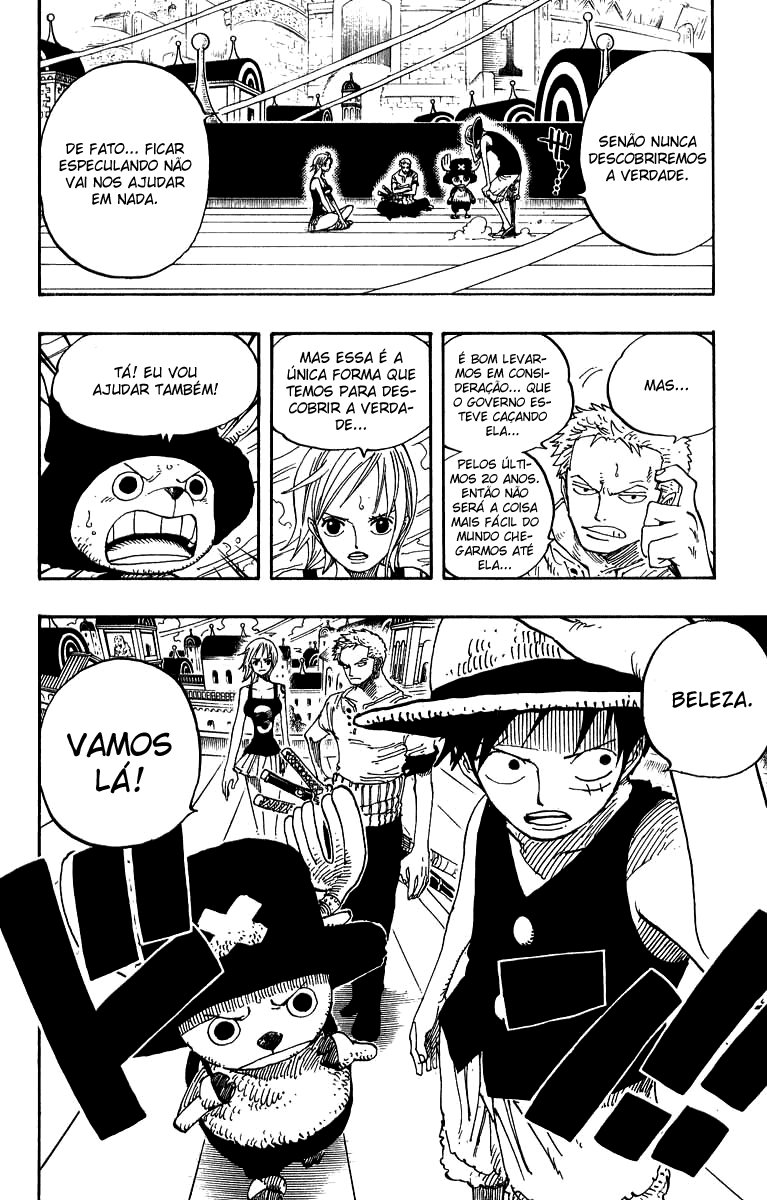 SENÃO NUNCA
DESCOBRIREMOS
A VERDADE.
DE FATO... FICAR
ESPECULANDO NÃO
VAI NOS AJUDAR
EM NADA.
MAS...
É BOM LEVAR-
MOS EM CONSI-
DERAÇÃO... QUE
O GOVERNO ES-
TEVE CAÇANDO
ELA...
PELOS ÚLTI-
MOS 20 ANOS.
ENTÃO NÃO
SERÁ A COISA
MAIS FÁCIL DO
MUNDO CHE-
GARMOS ATÉ
ELA...
MAS ESSA É A
ÚNICA FORMA QUE
TEMOS PARA DES-
COBRIR A VERDA-
DE...
TÁ! EU VOU
AJUDAR TAMBÉM!
BELEZA.
VAMOS
LÁ!
ドン!!